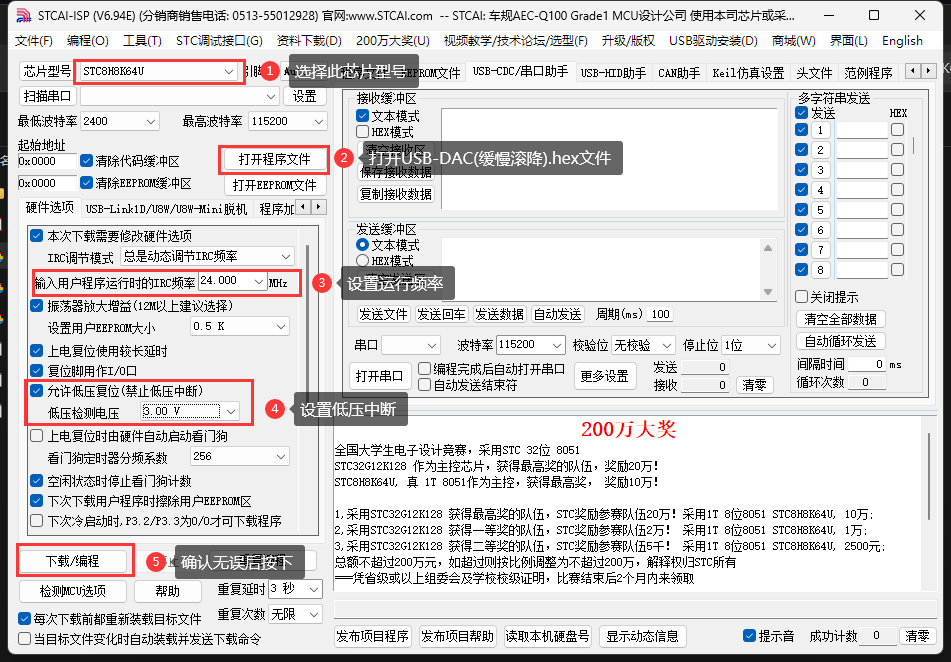 STCAI-ISP (V6.94E) (分销商销售电话: 0513-55012928) 官网:www.STCAI.com -- STCAI: 车规AEC-Q100 Grade1 MCU设计公司 使用本司芯片或采...
文件(F) 编程(O) 工具(T) STC调试接口(G) 资料下载(D) 200万大奖(U) 视频教学/技术论坛/选型(F) 升级/版权 USB驱动安装(D) 商城(W) 界面(L) English
芯片型号 STC8H8K64U 1 选择此芯片型号
扫描串口 设置
最低波特率 2400 最高波特率 115200
起始地址
0x0000 清除代码缓冲区 打开程序文件 2 打开USB-DAC(缓慢滚降).hex文件
0x0000 清除EEPROM缓冲区 打开EEPROM文件
硬件选项 USB-Link1D/U8W/U8W-Mini脱机 程序加
本次下载需要修改硬件选项
IRC调节模式 总是动态调节IRC频率
输入用户程序运行时的IRC频率 24.000 MHz 3 设置运行频率
振荡器放大增益(12M以上建议选择)
设置用户EEPROM大小 0.5 K
上电复位使用较长延时
复位脚用作I/O口
允许低压复位(禁止低压中断)
低压检测电压 3.00 V 4 设置低压中断
上电复位时由硬件自动启动看门狗
看门狗定时器分频系数 256
空闲状态时停止看门狗计数
下次下载用户程序时擦除用户EEPROM区
下次冷启动时,P3.2/P3.3为0/0才可下载程序
下载/编程 5 确认无误后按下
检测MCU选项 帮助 重复延时 3 秒
每次下载前都重新装载目标文件 重复次数 无限
当目标文件变化时自动装载并发送下载命令
EEPROM文件 USB-CDC/串口助手 USB-HID助手 CAN助手 Keil仿真设置 头文件 范例程序
接收缓冲区
文本模式
HEX模式
清空接收区
保存接收数据
复制接收数据
发送缓冲区
文本模式
HEX模式
发送文件 发送回车 发送数据 自动发送 周期(ms) 100
串口 波特率 115200 校验位 无校验 停止位 1位
打开串口 编程完成后自动打开串口 更多设置 发送 0
自动发送结束符 接收 0 清零
多字符串发送
发送 HEX
1
2
3
4
5
6
7
8
关闭提示
清空全部数据
自动循环发送
间隔时间 0 ms
循环次数 0
200万大奖
全国大学生电子设计竞赛，采用STC 32位 8051
STC32G12K128 作为主控芯片，获得最高奖的队伍，奖励20万!
STC8H8K64U, 真 1T 8051作为主控，获得最高奖， 奖励10万!
1,采用STC32G12K128 获得最高奖的队伍，STC奖励参赛队伍20万! 采用1T 8位8051 STC8H8K64U, 10万;
2,采用STC32G12K128 获得一等奖的队伍，STC奖励参赛队伍2万! 采用1T 8位8051 STC8H8K64U, 1万;
3,采用STC32G12K128 获得二等奖的队伍，STC奖励参赛队伍5千! 采用1T 8位8051 STC8H8K64U, 2500元;
总额不超过200万元，如超过则按比例调整为不超过200万，解释权归STC所有
===凭省级或以上组委会及学校校级证明，比赛结束后2个月内来领取
发布项目程序 发布项目帮助 读取本机硬盘号 显示动态信息 提示音 成功计数 0 清零